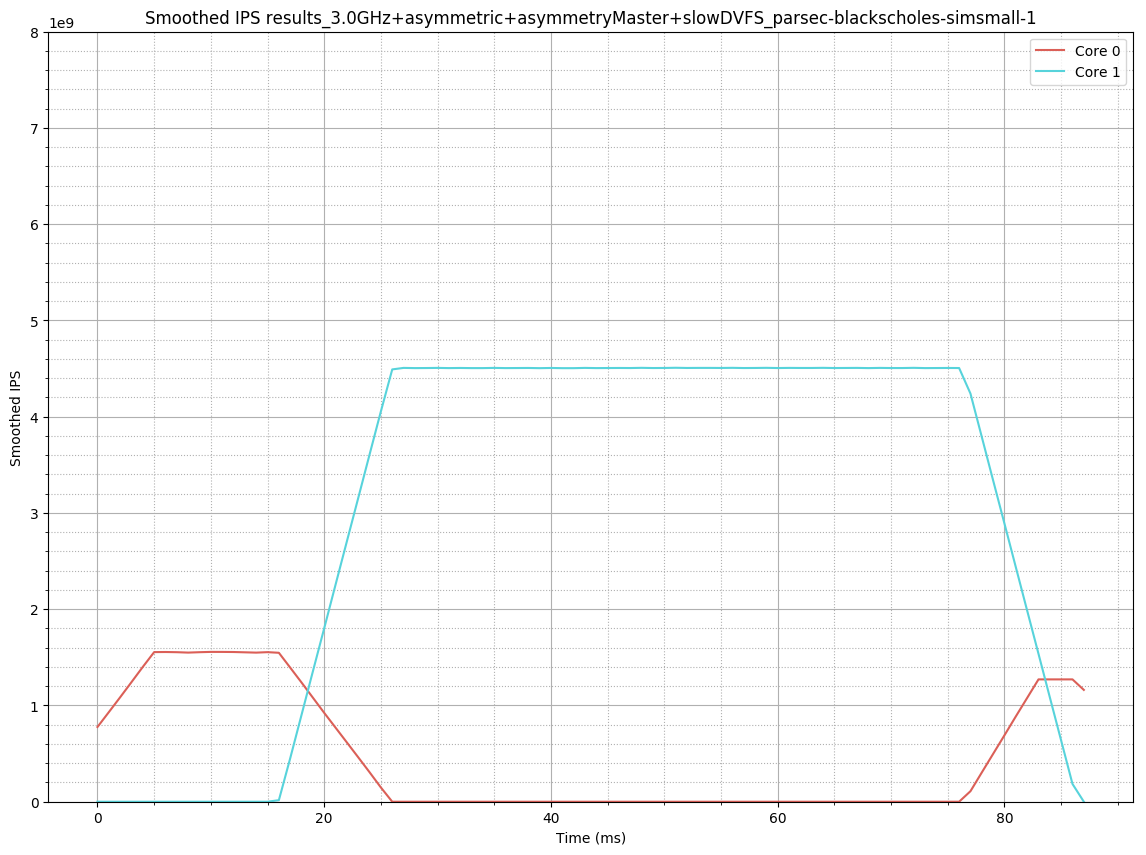 Smoothed IPS results_3.0GHz+asymmetric+asymmetryMaster+slowDVFS_parsec-blackscholes-simsmall-1
1e9
8
7
6
5
4
3
2
1
0
Smoothed IPS
Core 0
Core 1
0 20 40 60 80
Time (ms)